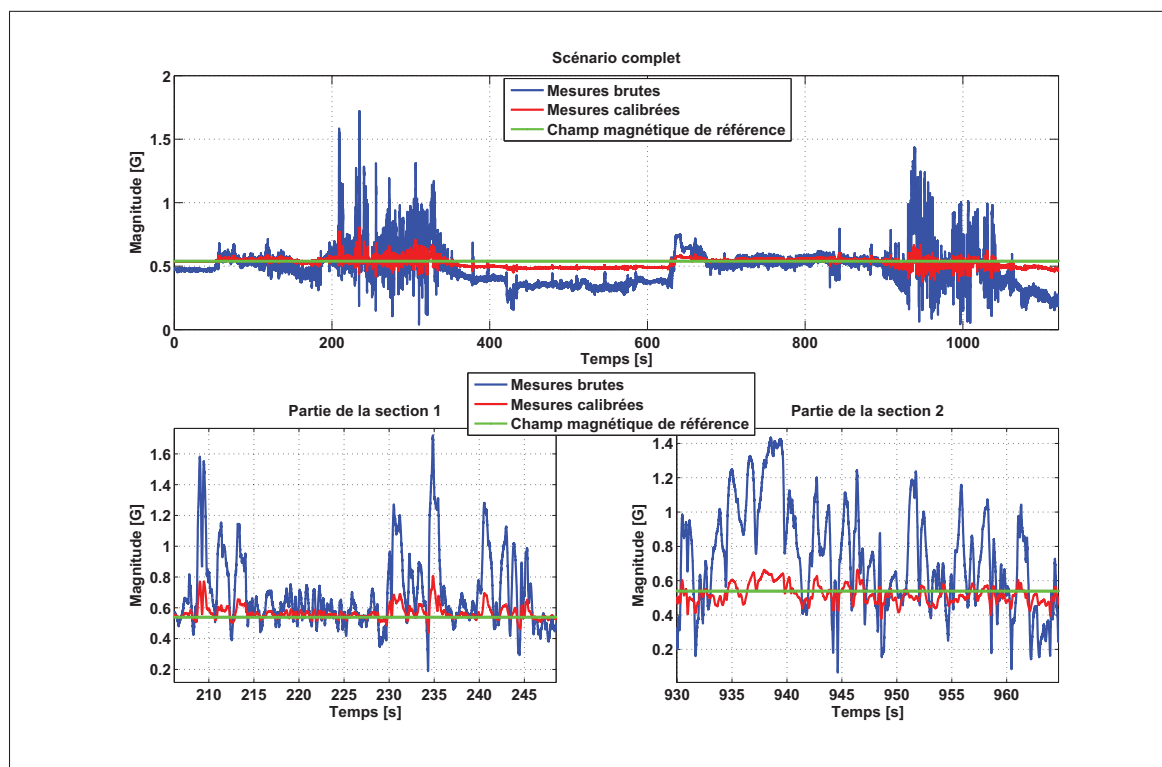 Scénario complet
2
1.5
1
0.5
0
Magnitude [G]
Mesures brutes
Mesures calibrées
Champ magnétique de référence
0 200 400 600 800 1000
Temps [s]
Mesures brutes
Mesures calibrées
Champ magnétique de référence
Partie de la section 1
1.6
1.4
1.2
1
0.8
0.6
0.4
0.2
Magnitude [G]
210 215 220 225 230 235 240 245
Temps [s]
Partie de la section 2
1.4
1.2
1
0.8
0.6
0.4
0.2
Magnitude [G]
930 935 940 945 950 955 960
Temps [s]